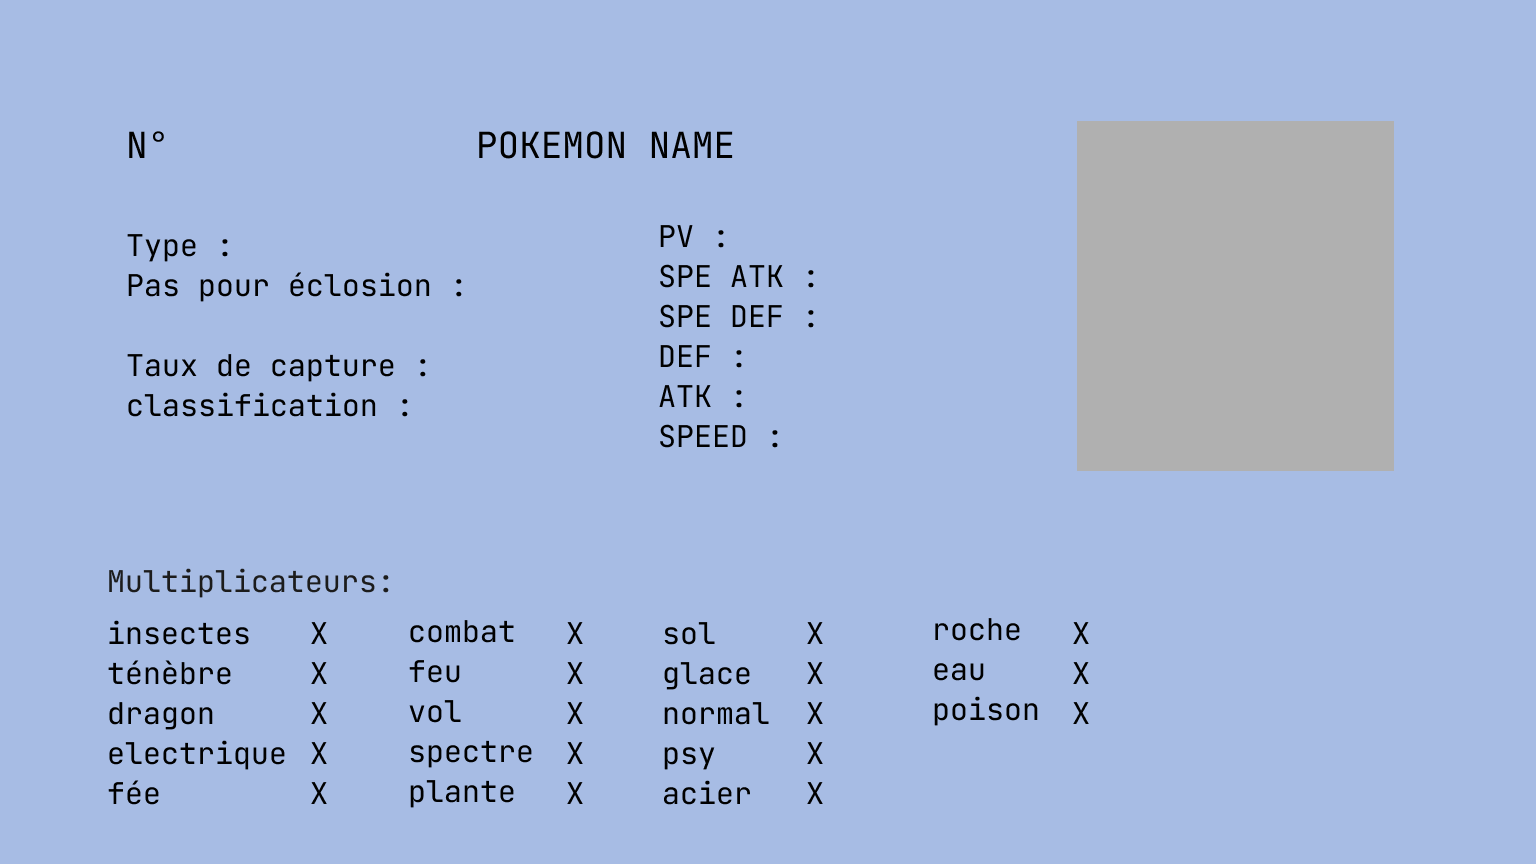 N°
POKEMON NAME
Type :
Pas pour éclosion :
Taux de capture :
classification :
PV :
SPE ATK :
SPE DEF :
DEF :
ATK :
SPEED :
Multiplicateurs:
insectes X
ténèbre X
dragon X
electrique X
fée X
combat X
feu X
vol X
spectre X
plante X
sol X
glace X
normal X
psy X
acier X
roche X
eau X
poison X